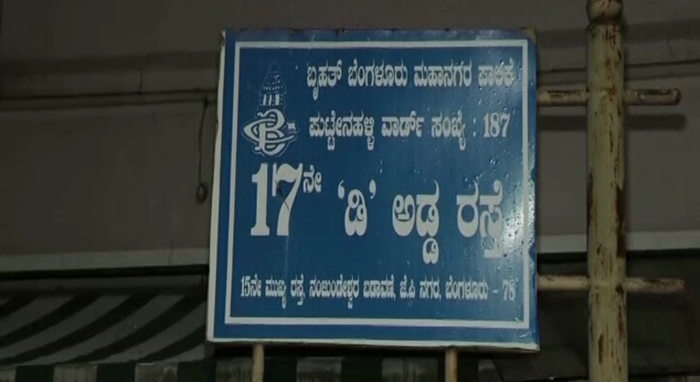 ಬೃಹತ್ ಬೆಂಗಳೂರು ಮಹಾನಗರ ಪಾಲಿಕೆ
ಪುಟ್ಟೇನಹಳ್ಳಿ ವಾರ್ಡ್ ಸಂಖ್ಯೆ : 187
17ನೇ 'ಡಿ' ಅಡ್ಡ ರಸ್ತೆ
15ನೇ ಮುಖ್ಯ ರಸ್ತೆ ನಂಜುಂಡೇಶ್ವರ ಬಡಾವಣೆ, ಜೆ.ಪಿ ನಗರ, ಬೆಂಗಳೂರು - 78